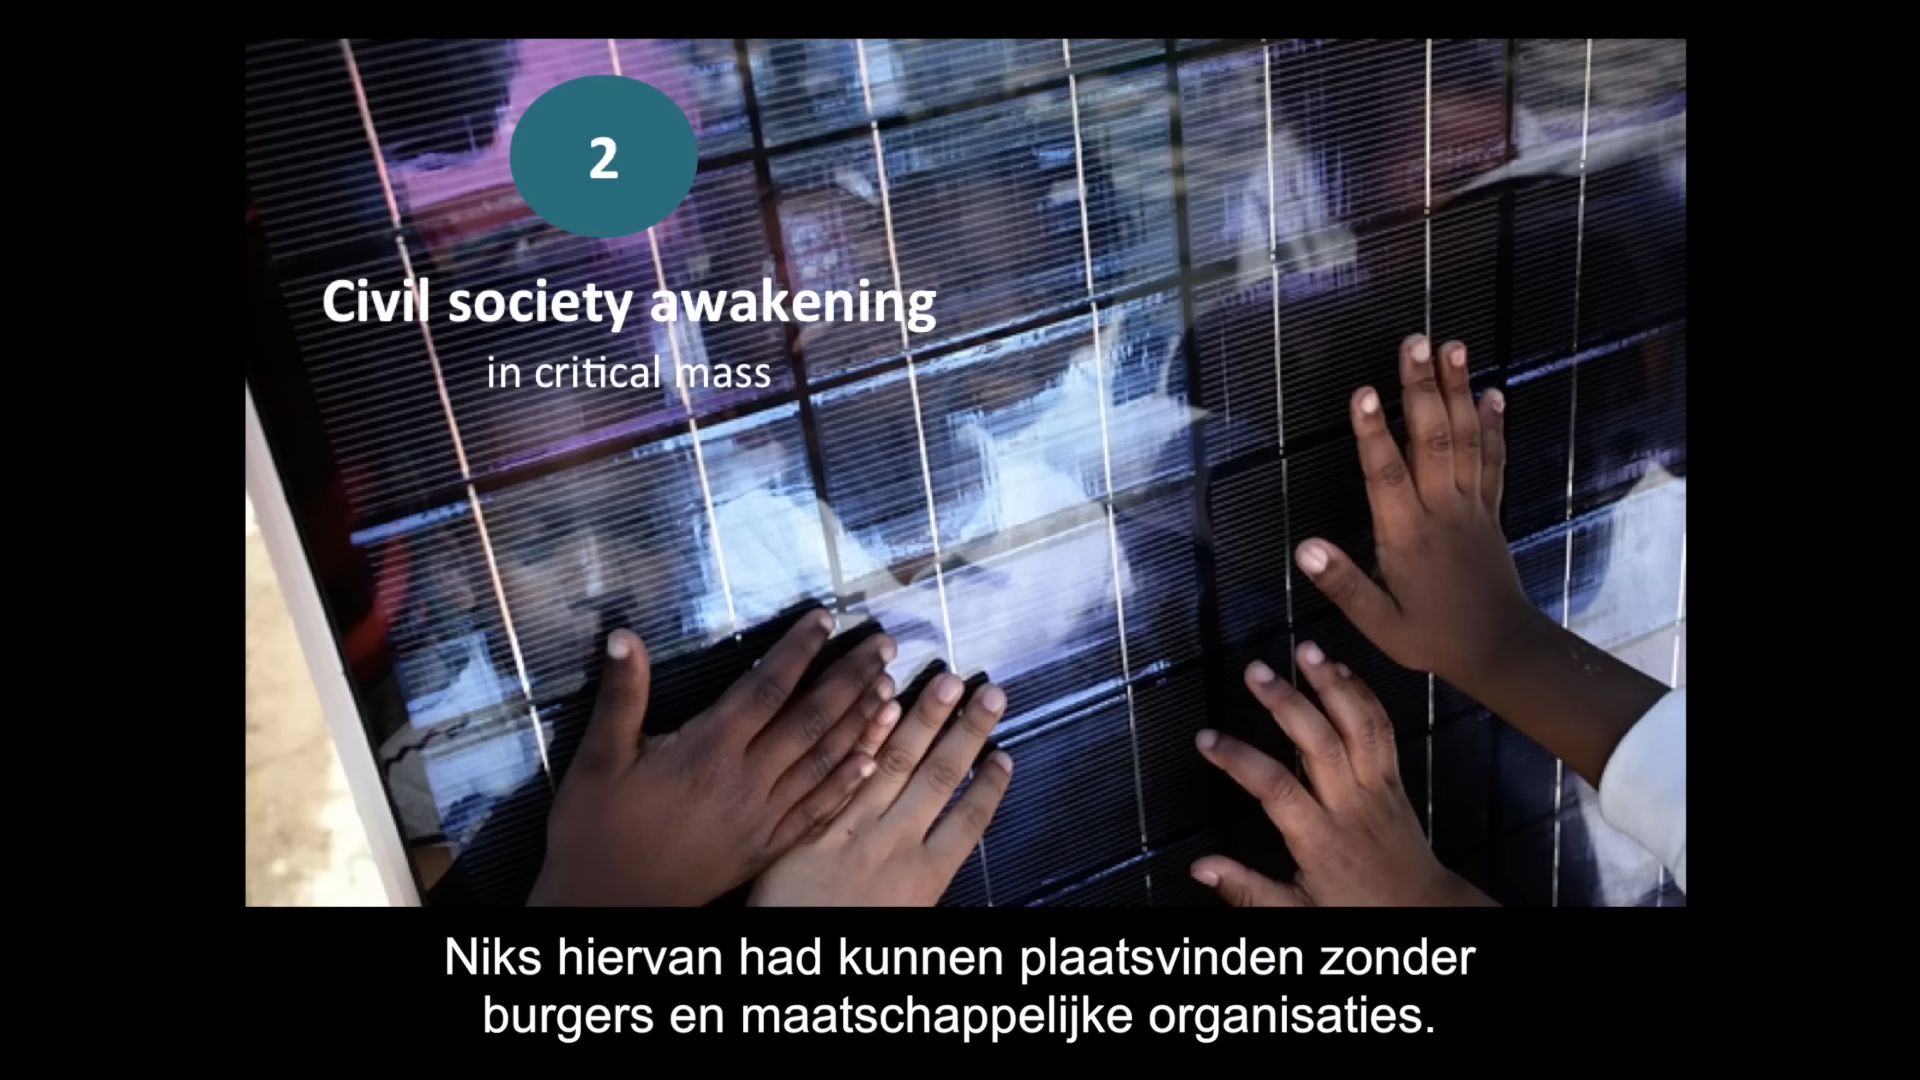 2
Civil society awakening
in critical mass
Niks hiervan had kunnen plaatsvinden zonder
burgers en maatschappelijke organisaties.